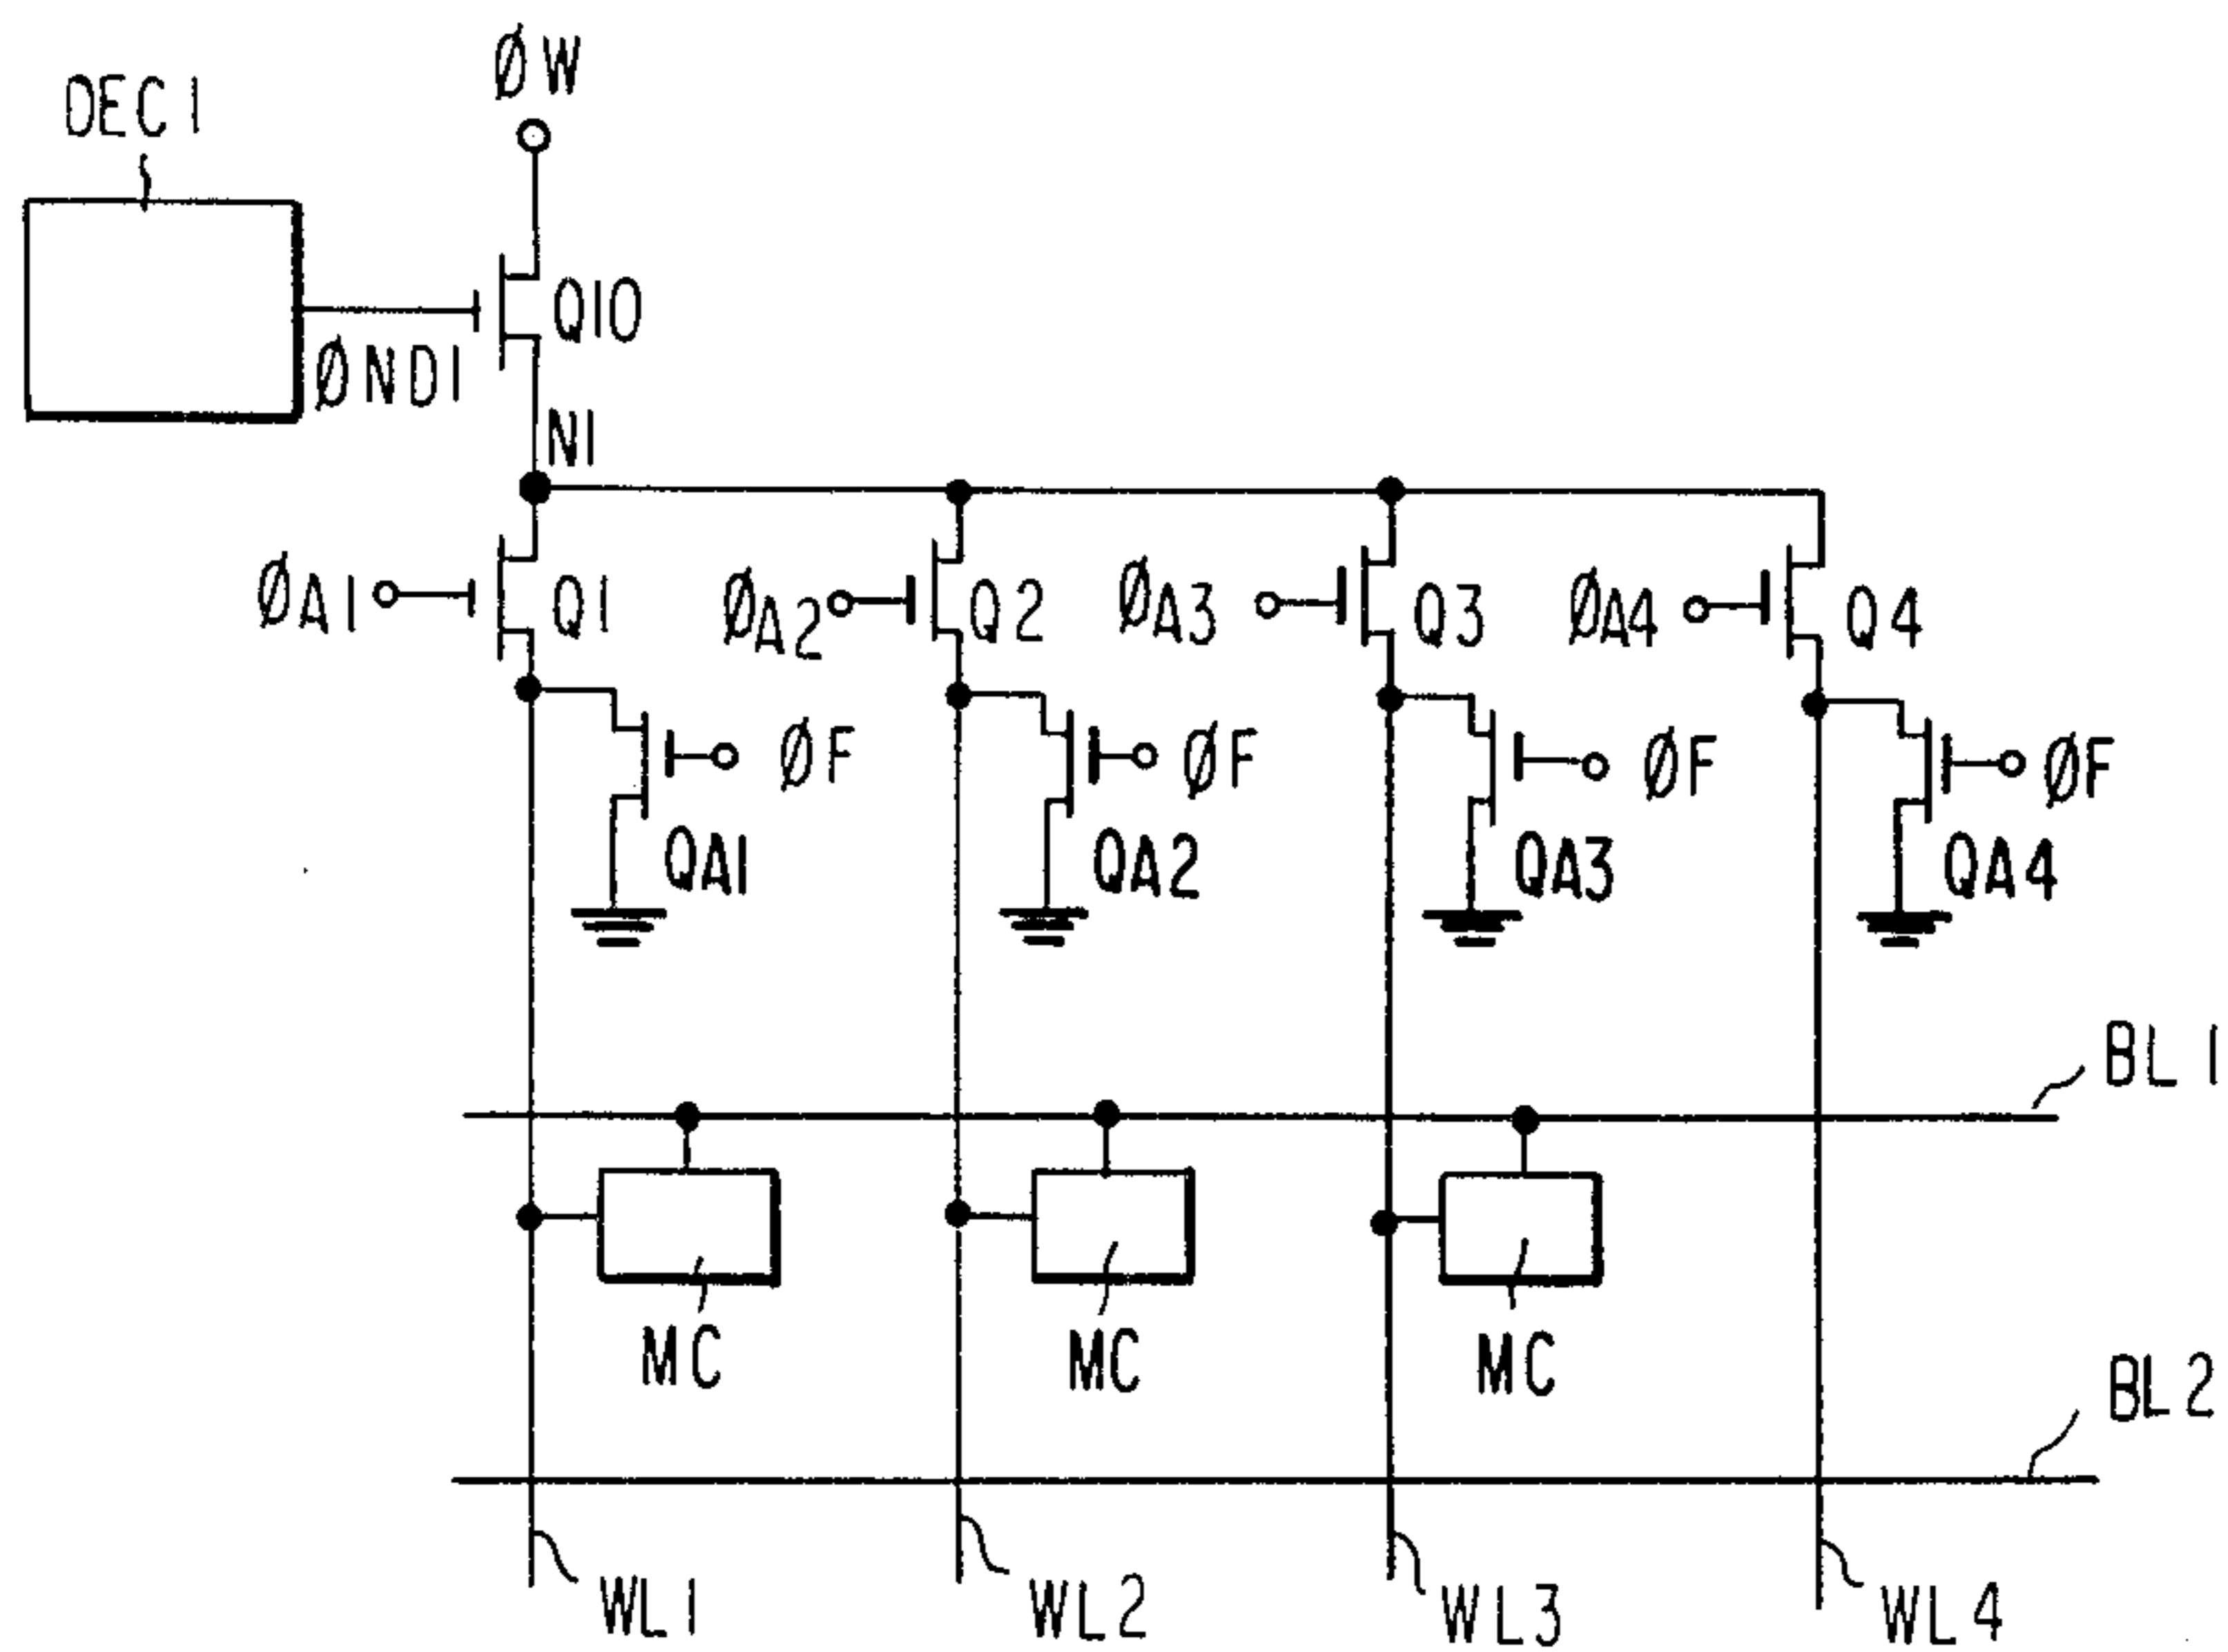 ØW
DEC1
Q10
ØND1
N1
ØA1
Q1
ØA2
Q2
ØA3
Q3
ØA4
Q4
ØF
ØF
ØF
ØF
QA1
QA2
QA3
QA4
BL1
MC
MC
MC
BL2
WL1
WL2
WL3
WL4